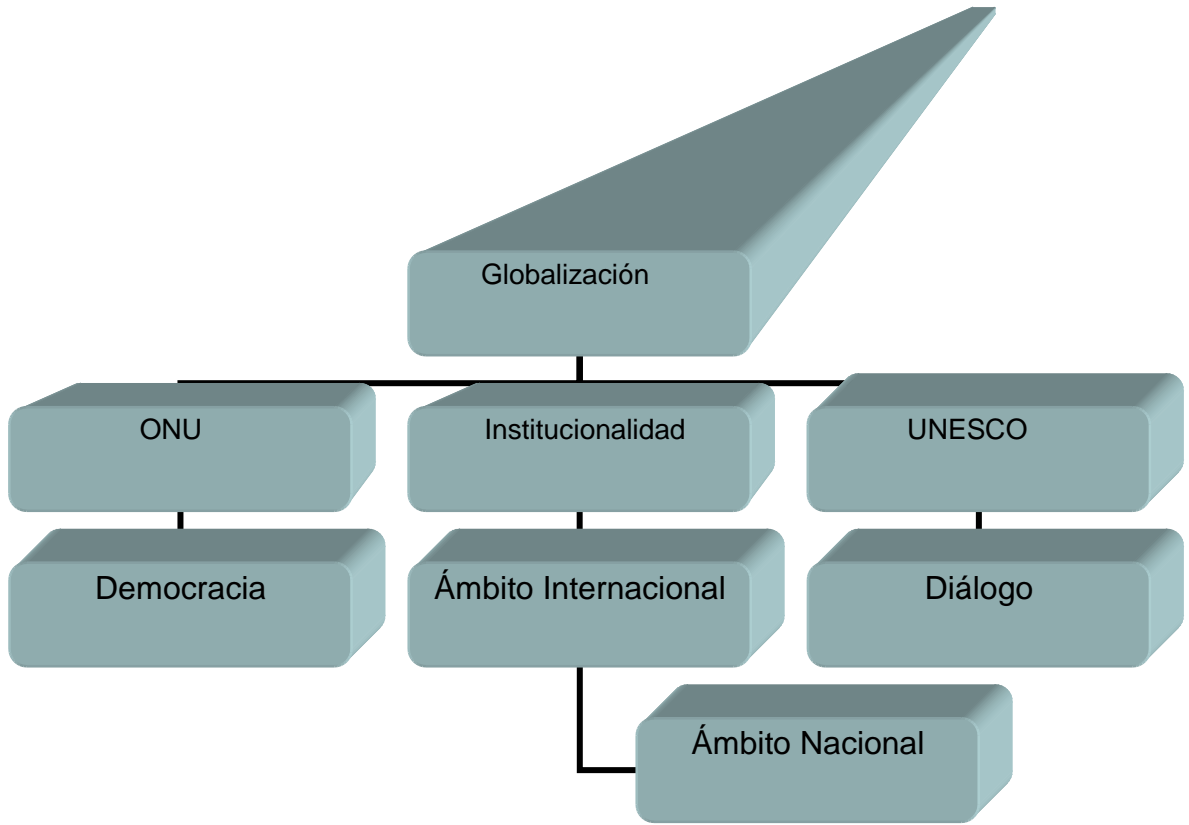 Globalización
ONU
Institucionalidad
UNESCO
Democracia
Ámbito Internacional
Diálogo
Ámbito Nacional